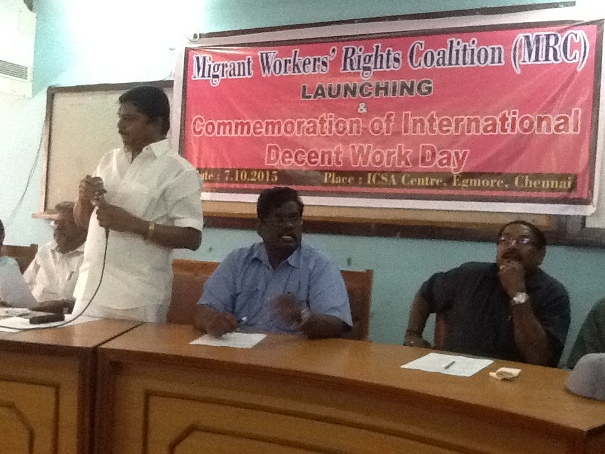 Migrant Workers' Rights Coalition (MRC)
LAUNCHING
&
Commemoration of International
Decent Work Day
Date : 7.10.2015 Place : ICSA Centre, Egmore, Chennai